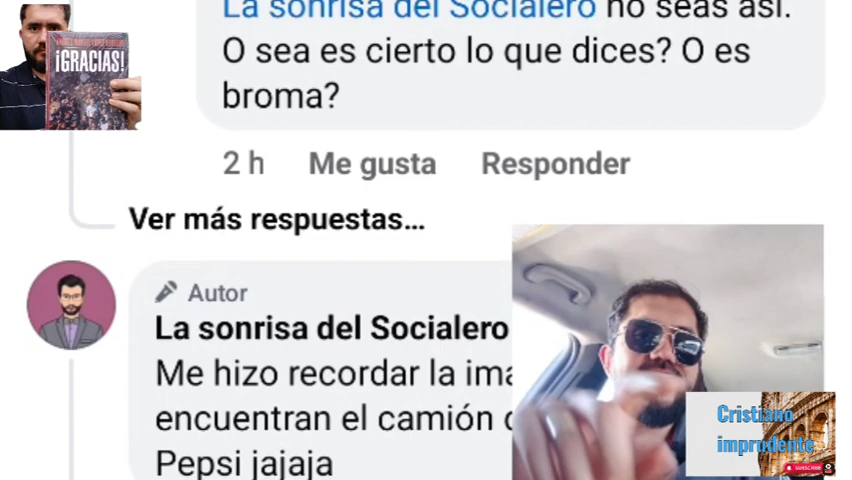 La sonrisa del Socialero no seas así.
O sea es cierto lo que dices? O es
broma?
¡GRACIAS!
2 h Me gusta Responder
Ver más respuestas...
Autor
La sonrisa del Socialero
Me hizo recordar la
encuentran el camión
Pepsi jajaja
Cristiano
imprudente
SUBSCRIBE